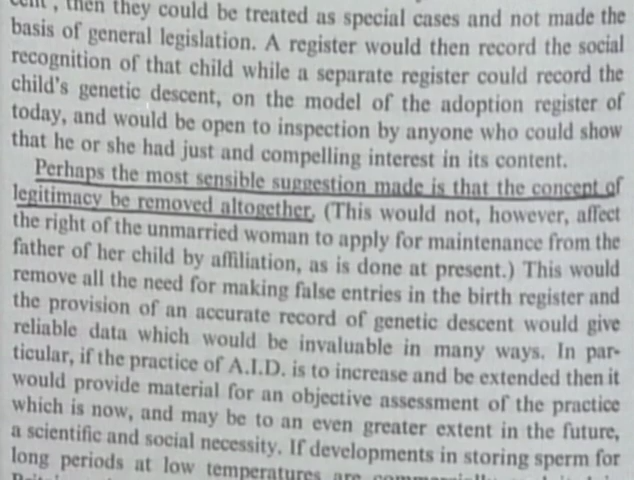 then they could be treated as special cases and not made the
basis of general legislation. A register would then record the social
recognition of that child while a separate register could record the
child's genetic descent, on the model of the adoption register of
today, and would be open to inspection by anyone who could show
that he or she had just and compelling interest in its content.
Perhaps the most sensible suggestion made is that the concept of
legitimacy be removed altogether. (This would not, however, affect
the right of the unmarried woman to apply for maintenance from the
father of her child by affiliation, as is done at present.) This would
remove all the need for making false entries in the birth register and
the provision of an accurate record of genetic descent would give
reliable data which would be invaluable in many ways. In par-
ticular, if the practice of A.I.D. is to increase and be extended then it
would provide material for an objective assessment of the practice
which is now, and may be to an even greater extent in the future,
a scientific and social necessity. If developments in storing sperm for
long periods at low temperatures are